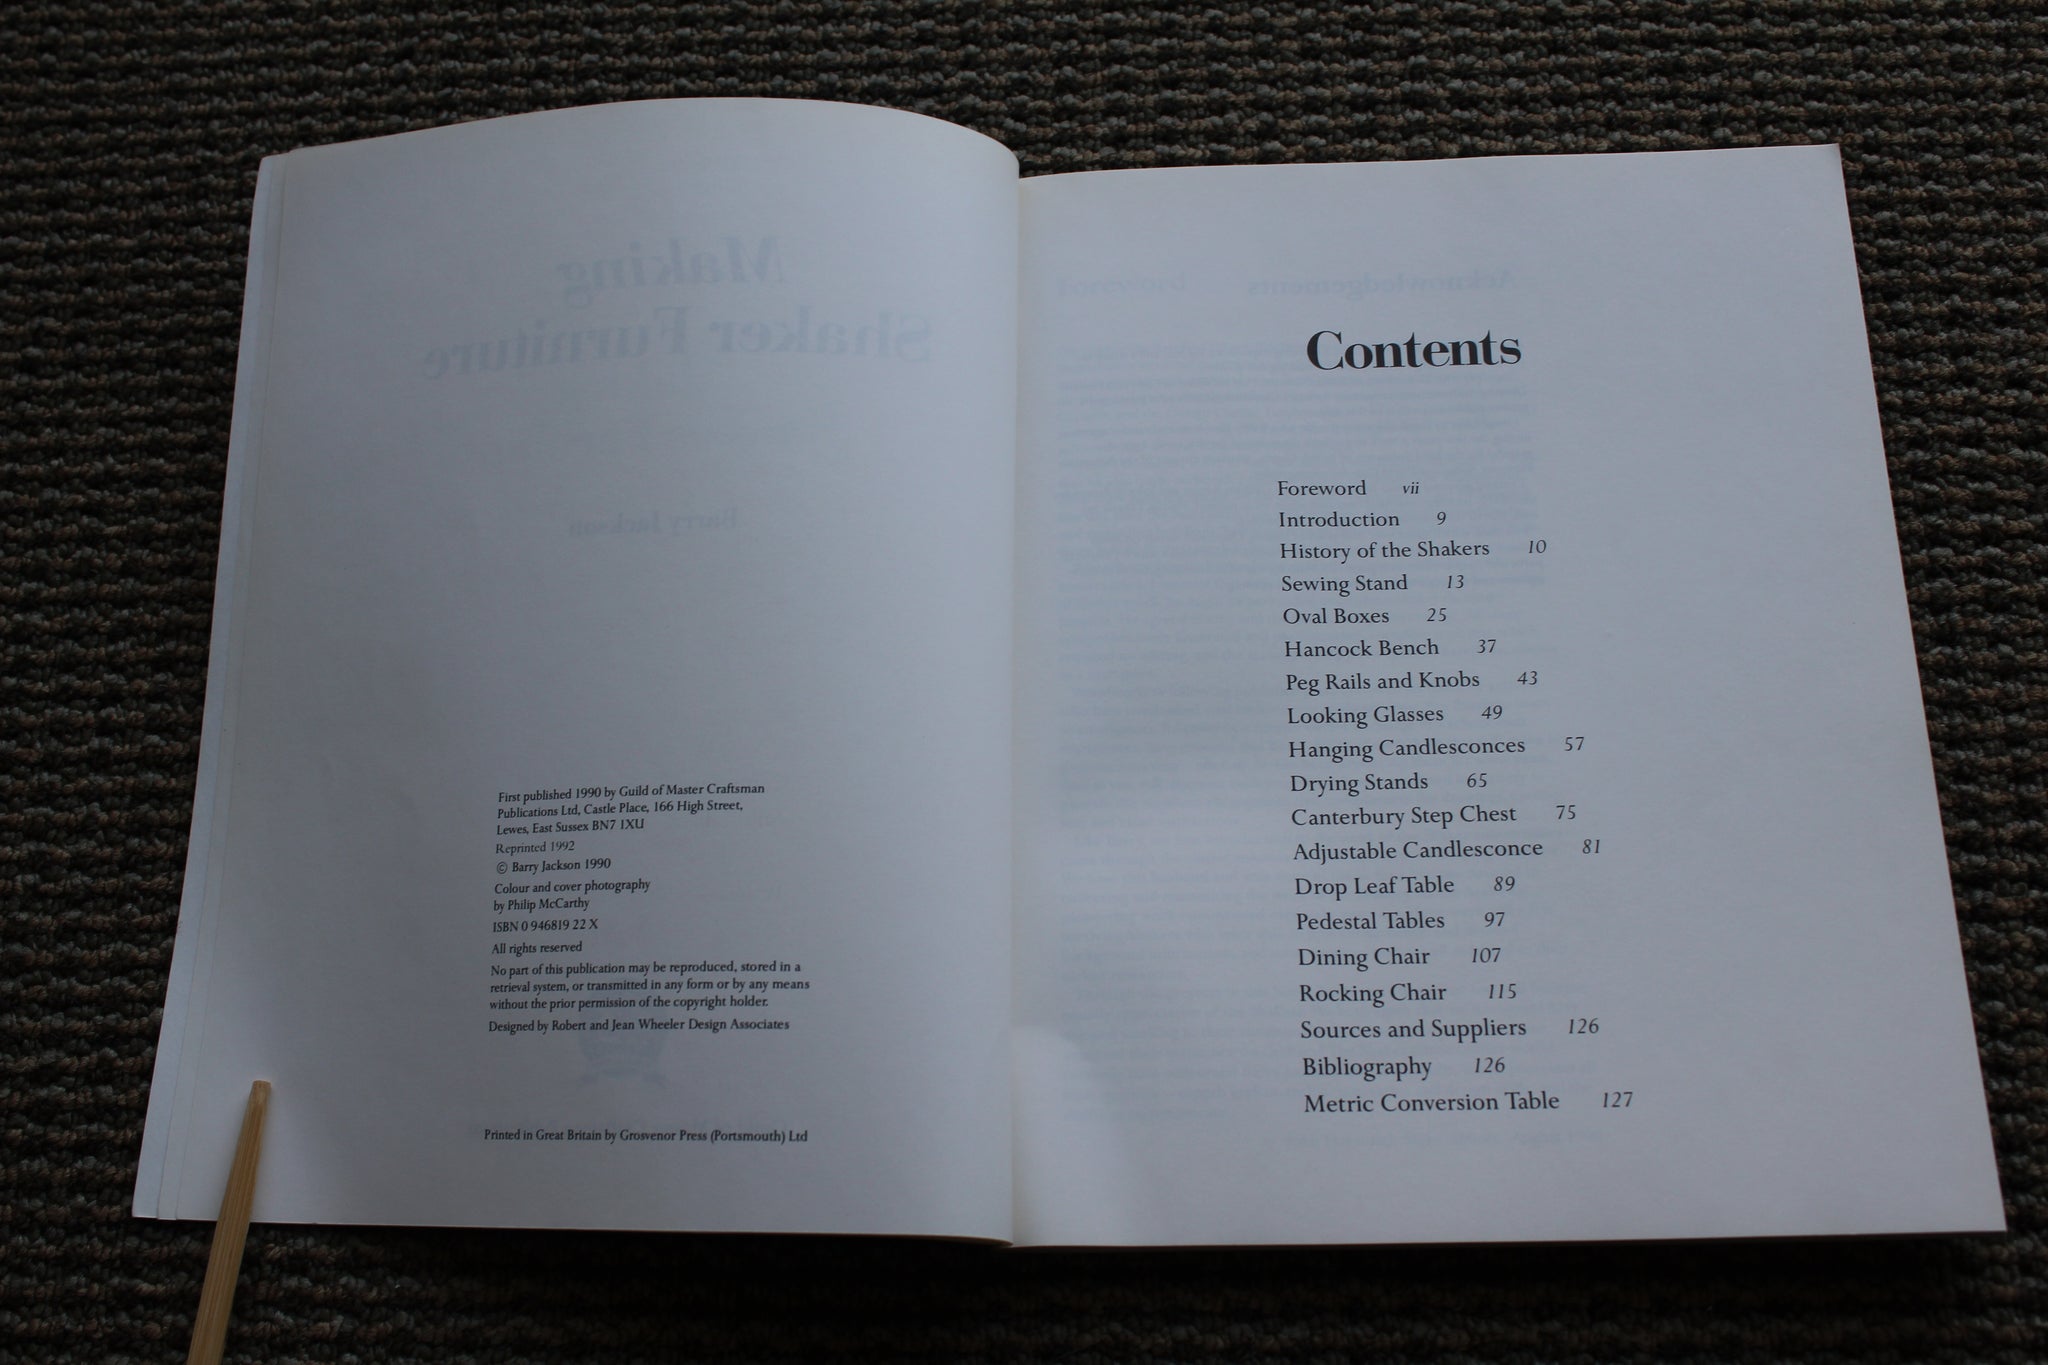 First published 1990 by Guild of Master Craftsman
Publications Ltd, Castle Place, 166 High Street,
Lewes, East Sussex BN7 1XU
Reprinted 1992
© Barry Jackson 1990
Colour and cover photography
by Philip McCarthy
ISBN 0 946819 22 X
All rights reserved
No part of this publication may be reproduced, stored in a
retrieval system, or transmitted in any form or by any means
without the prior permission of the copyright holder.
Designed by Robert and Jean Wheeler Design Associates
Printed in Great Britain by Grosvenor Press (Portsmouth) Ltd
Making
Shaker Furniture
Barry Jackson
Foreword
Acknowledgements
Contents
Foreword vii
Introduction 9
History of the Shakers 10
Sewing Stand 13
Oval Boxes 25
Hancock Bench 37
Peg Rails and Knobs 43
Looking Glasses 49
Hanging Candlesconces 57
Drying Stands 65
Canterbury Step Chest 75
Adjustable Candlesconce 81
Drop Leaf Table 89
Pedestal Tables 97
Dining Chair 107
Rocking Chair 115
Sources and Suppliers 126
Bibliography 126
Metric Conversion Table 127